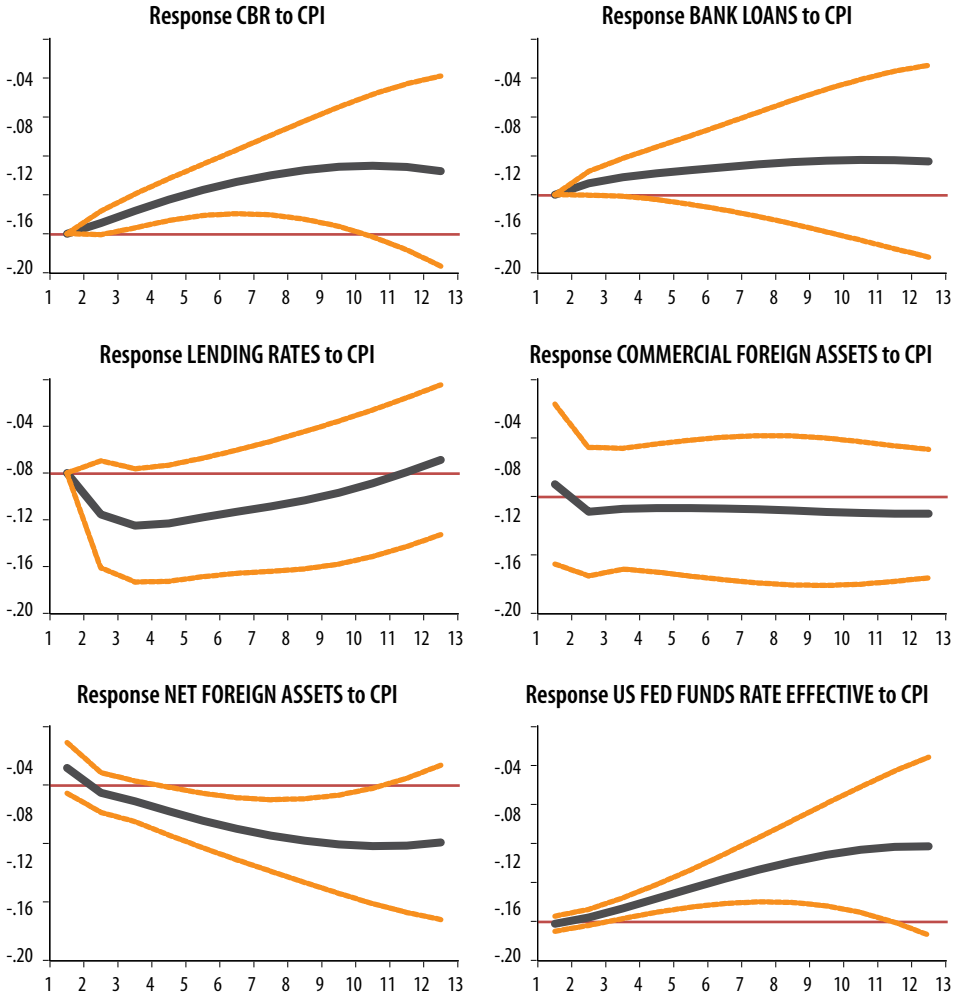 Response CBR to CPI
-.04
-.08
-.12
-.16
-.20
1 2 3 4 5 6 7 8 9 10 11 12 13
Response BANK LOANS to CPI
-.04
-.08
-.12
-.16
-.20
1 2 3 4 5 6 7 8 9 10 11 12 13
Response LENDING RATES to CPI
-.04
-.08
-.12
-.16
-.20
1 2 3 4 5 6 7 8 9 10 11 12 13
Response COMMERCIAL FOREIGN ASSETS to CPI
-.04
-.08
-.12
-.16
-.20
1 2 3 4 5 6 7 8 9 10 11 12 13
Response NET FOREIGN ASSETS to CPI
-.04
-.08
-.12
-.16
-.20
1 2 3 4 5 6 7 8 9 10 11 12 13
Response US FED FUNDS RATE EFFECTIVE to CPI
-.04
-.08
-.12
-.16
-.20
1 2 3 4 5 6 7 8 9 10 11 12 13